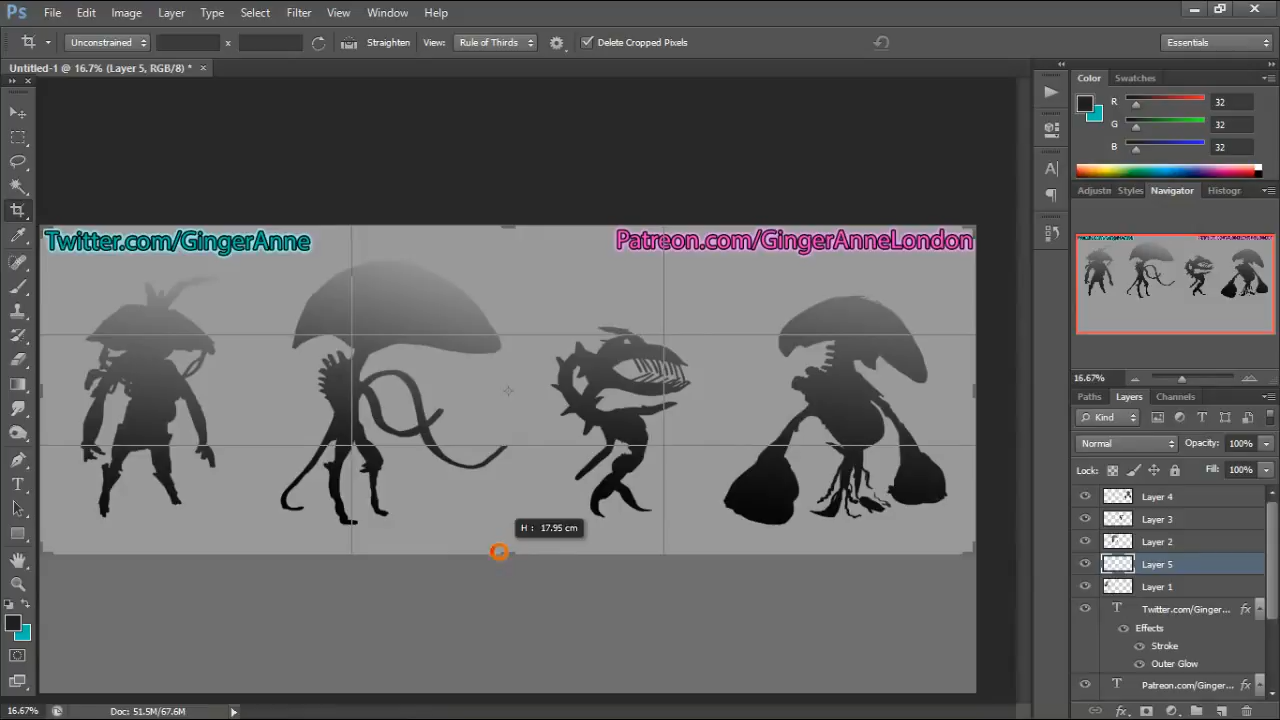 Ps File Edit Image Layer Type Select Filter View Window Help
Unconstrained x Straighten View: Rule of Thirds Delete Cropped Pixels Essentials
Untitled-1 @ 16.7% (Layer 5, RGB/8) * ×
Color Swatches
R 32
G 32
B 32
Adjustn Styles Navigator Histogr
Twitter.com/GingerAnne
Patreon.com/GingerAnneLondon
H : 17.95 cm
16.67%
Paths Layers Channels
Kind
Normal Opacity: 100%
Lock: Fill: 100%
Layer 4
Layer 3
Layer 2
Layer 5
Layer 1
T Twitter.com/Ginger... fx
Effects
Stroke
Outer Glow
T Patreon.com/Ginger... fx
16.67% Doc: 51.5M/67.6M